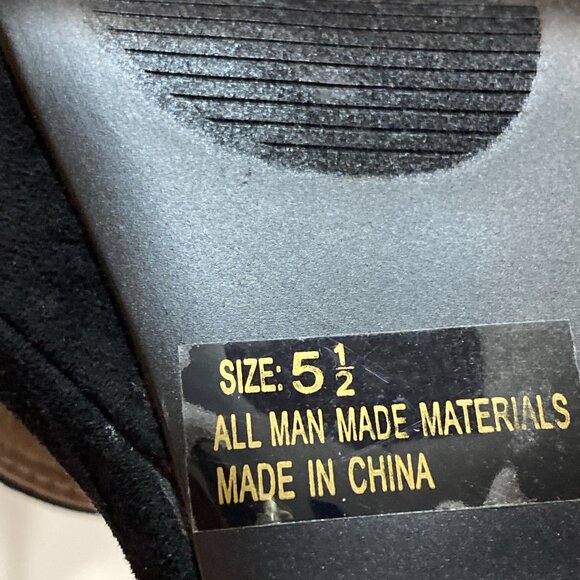 SIZE: 5 1/2
ALL MAN MADE MATERIALS
MADE IN CHINA